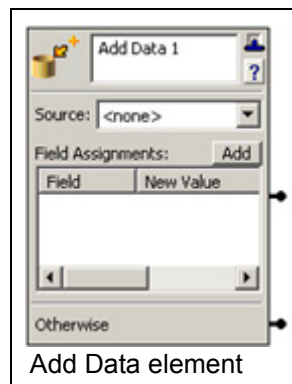 Add Data 1
?
Source: <none>
Field Assignments: Add
Field New Value
Otherwise
Add Data element